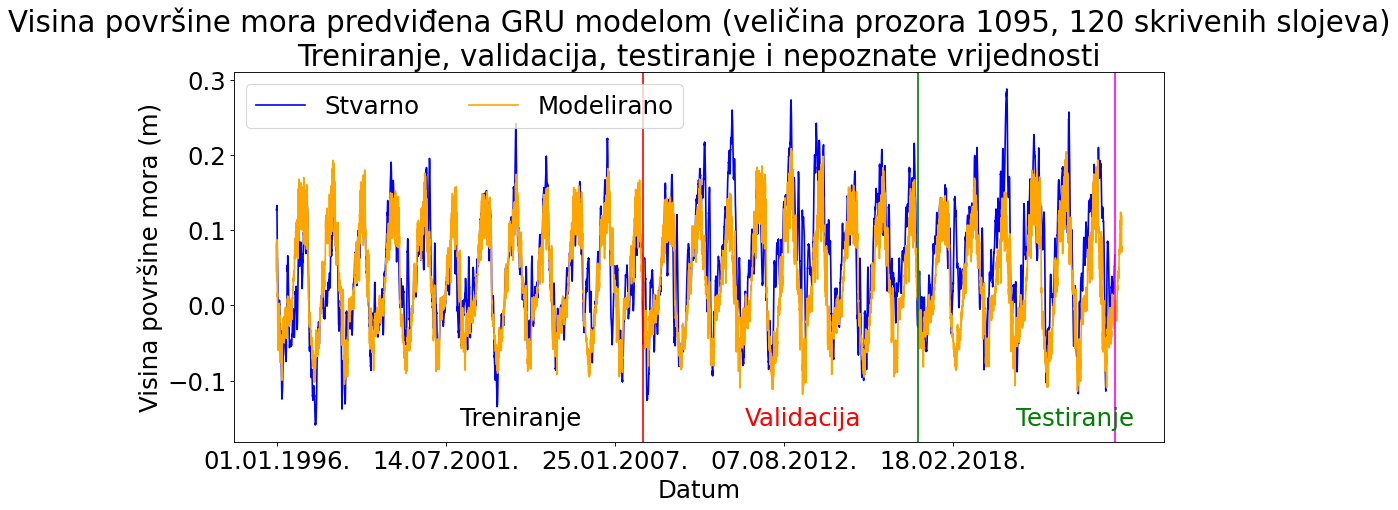 Visina površine mora predviđena GRU modelom (veličina prozora 1095, 120 skrivenih slojeva)
Treniranje, validacija, testiranje i nepoznate vrijednosti
Stvarno Modelirano
0.3
0.2
0.1
0.0
−0.1
Visina površine mora (m)
Treniranje Validacija Testiranje
01.01.1996. 14.07.2001. 25.01.2007. 07.08.2012. 18.02.2018.
Datum